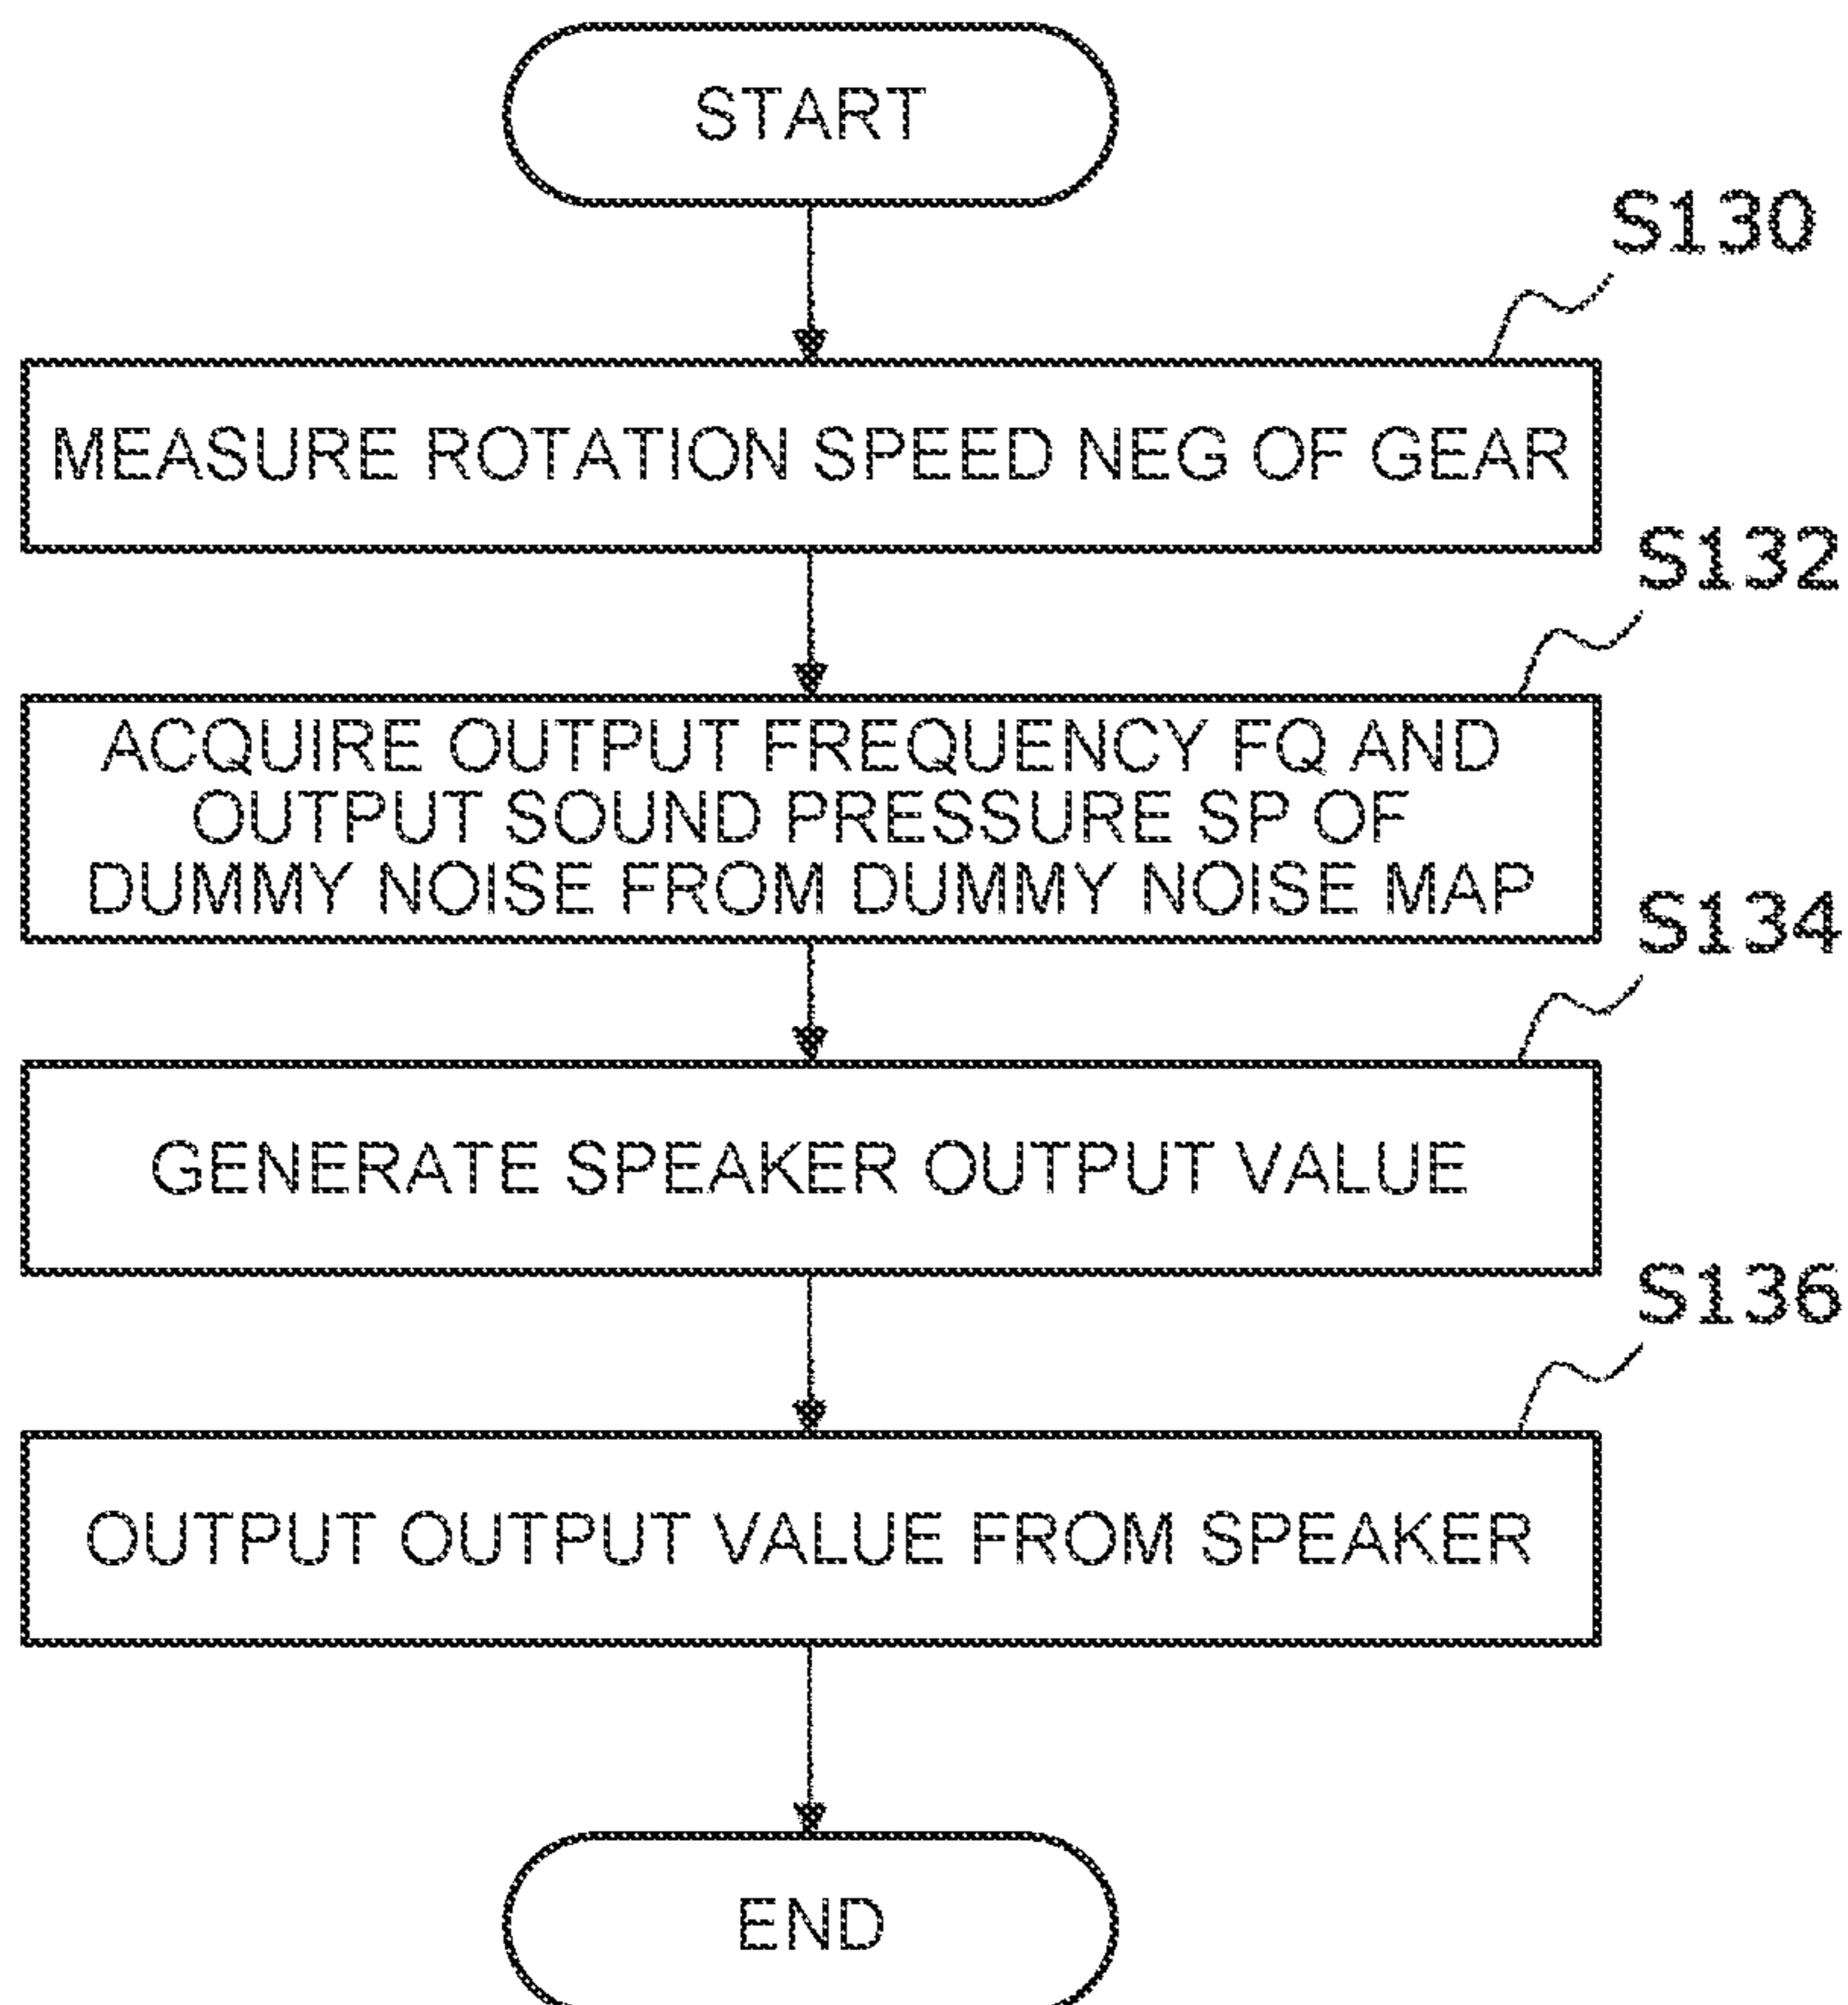 START
S130
MEASURE ROTATION SPEED NEG OF GEAR
S132
ACQUIRE OUTPUT FREQUENCY FQ AND
OUTPUT SOUND PRESSURE SP OF
DUMMY NOISE FROM DUMMY NOISE MAP
S134
GENERATE SPEAKER OUTPUT VALUE
S136
OUTPUT OUTPUT VALUE FROM SPEAKER
END